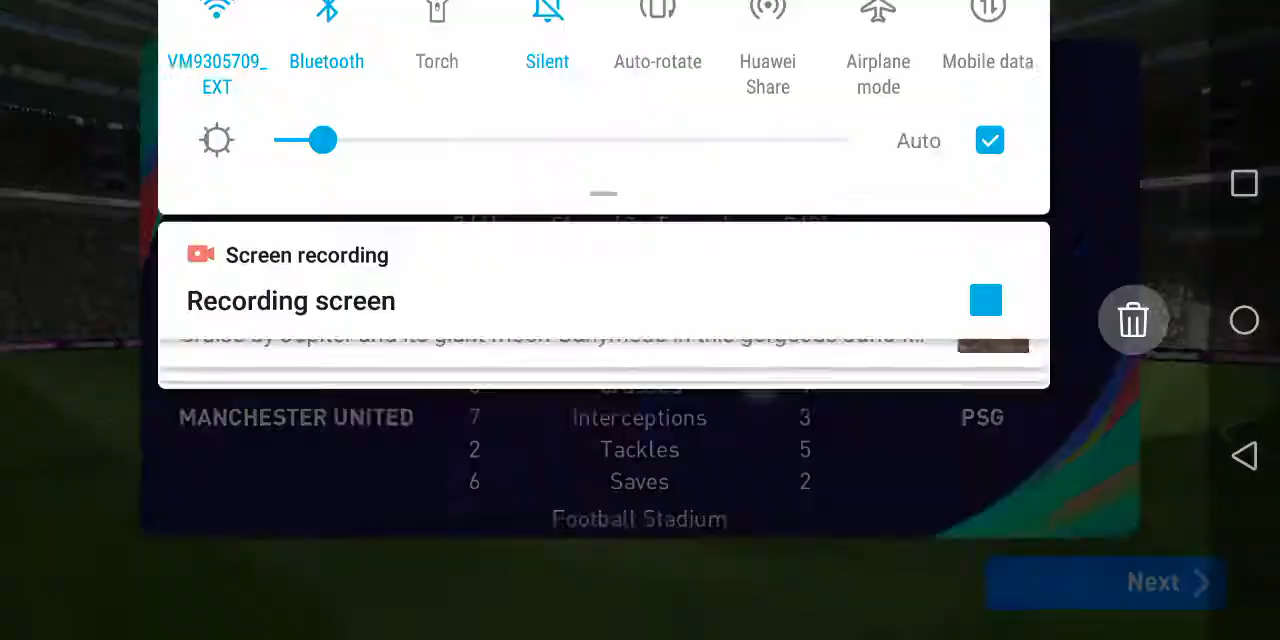 VM9305709_
EXT
Bluetooth
Torch
Silent
Auto-rotate
Huawei
Share
Airplane
mode
Mobile data
Auto
Screen recording
Recording screen
MANCHESTER UNITED 7 Interceptions 3 PSG
2 Tackles 5
6 Saves 2
Football Stadium
Next